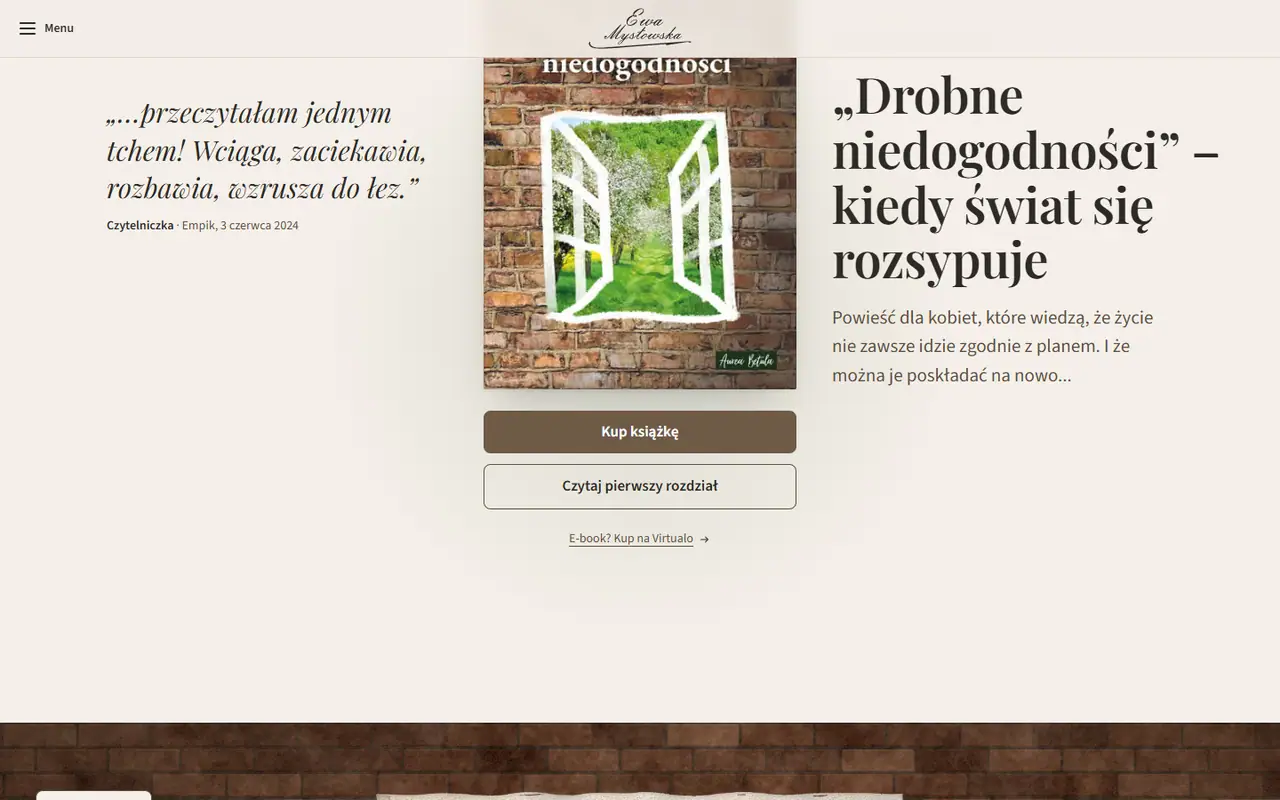 Menu
Ewa
Mysłowska
niedogodności
„...przeczytałam jednym
tchem! Wciąga, zaciekawia,
rozbawia, wzrusza do łez.”
Czytelniczka · Empik, 3 czerwca 2024
Aurea Betula
Kup książkę
Czytaj pierwszy rozdział
E-book? Kup na Virtualo →
„Drobne
niedogodności” –
kiedy świat się
rozsypuje
Powieść dla kobiet, które wiedzą, że życie
nie zawsze idzie zgodnie z planem. I że
można je poskładać na nowo...